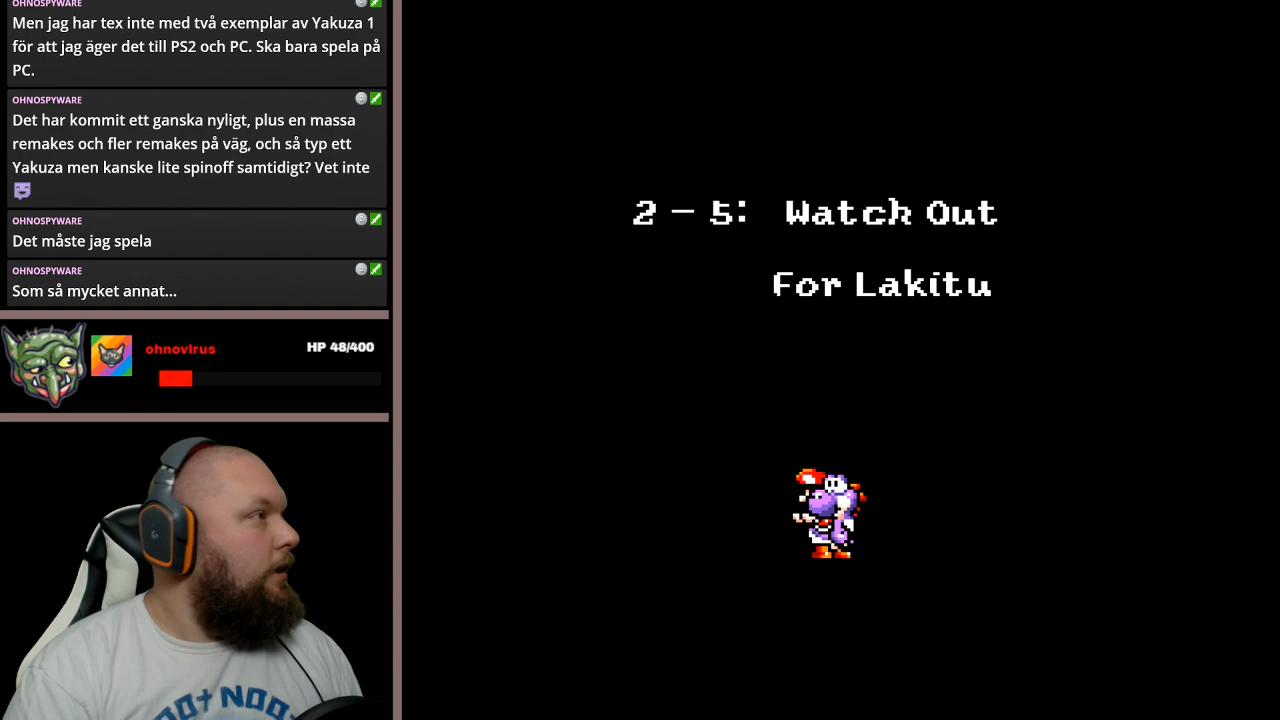 OHNOSPYWARE
Men jag har tex inte med två exemplar av Yakuza 1
för att jag äger det till PS2 och PC. Ska bara spela på
PC.
OHNOSPYWARE
Det har kommit ett ganska nyligt, plus en massa
remakes och fler remakes på väg, och så typ ett
Yakuza men kanske lite spinoff samtidigt? Vet inte
OHNOSPYWARE
Det måste jag spela
OHNOSPYWARE
Som så mycket annat...
ohnovirus
HP 48/400
2 - 5: Watch Out
For Lakitu